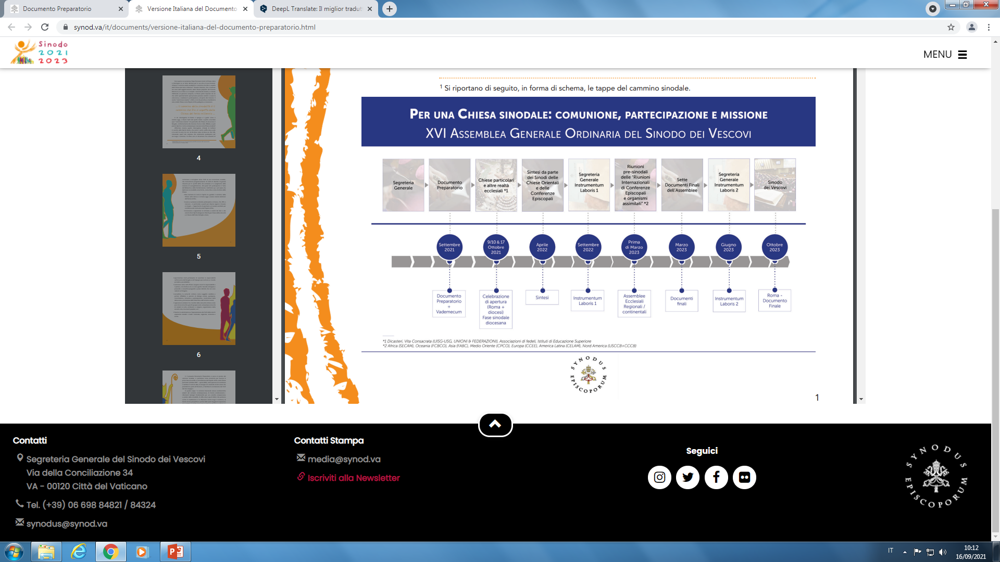 Documento Preparatorio
Versione Italiana del Documento
DeepL Translate: Il miglior tradut
synod.va/it/documents/versione-italiana-del-documento-preparatorio.html
Sinodo
2021
2023
MENU
4
5
6
1 Si riportano di seguito, in forma di schema, le tappe del cammino sinodale.
Per una Chiesa sinodale: comunione, partecipazione e missione
XVI Assemblea Generale Ordinaria del Sinodo dei Vescovi
Segreteria
Generale
Documento
Preparatorio
Chiese particolari
e altre realtà
ecclesiali *1
Sintesi da parte
dei Sinodi delle
Chiese Orientali
e delle
Conferenze
Episcopali
Segreteria
Generale
Instrumentum
Laboris 1
Riunioni
pre-sinodali
delle "Riunioni
Internazionali
di Conferenze
Episcopali
e organismi
assimilati" *2
Sette
Documenti Finali
dell'Assemblee
Segreteria
Generale
Instrumentum
Laboris 2
Sinodo
dei Vescovi
Settembre
2021
9/10 & 17
Ottobre
2021
Aprile
2022
Settembre
2022
Prima
di Marzo
2023
Marzo
2023
Giugno
2023
Ottobre
2023
Documento
Preparatorio
+
Vademecum
Celebrazione
di apertura
(Roma +
diocesi)
Fase sinodale
diocesana
Sintesi
Instrumentum
Laboris 1
Assemblee
Ecclesiali
Regionali /
continentali
Documenti
finali
Instrumentum
Laboris 2
Roma -
Documento
Finale
*1 Dicasteri, Vita Consacrata (UISG-USG, UNIONI & FEDERAZIONI), Associazioni di fedeli, Istituti di Educazione Superiore
*2 Africa (SECAM), Oceania (FCBCO), Asia (FABC), Medio Oriente (CPCO), Europa (CCEE), America Latina (CELAM), Nord America (USCCB+CCCB)
SYNODUS
EPISCOPORUM
1
Contatti
Segreteria Generale del Sinodo dei Vescovi
Via della Conciliazione 34
VA - 00120 Città del Vaticano
Tel. (+39) 06 698 84821 / 84324
synodus@synod.va
Contatti Stampa
media@synod.va
Iscriviti alla Newsletter
Seguici
SYNODUS
EPISCOPORUM
IT
10:12
16/09/2021